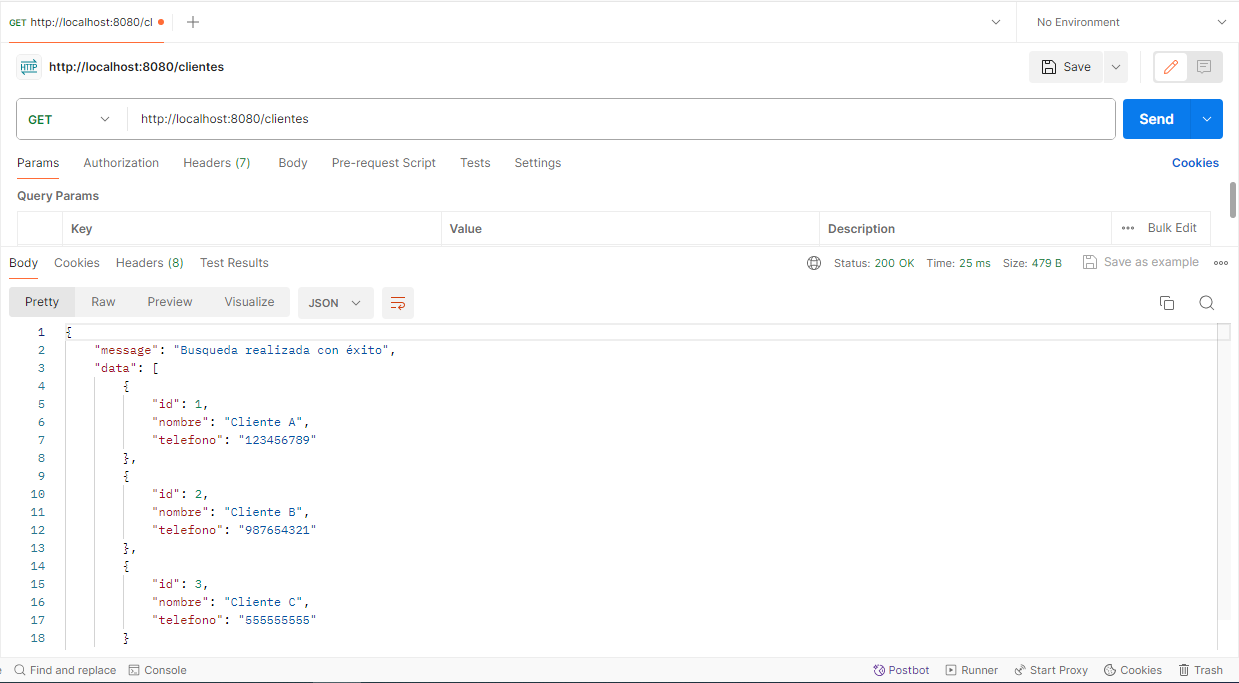 GET http://localhost:8080/cl
No Environment
HTTP http://localhost:8080/clientes
Save
GET http://localhost:8080/clientes Send
Params Authorization Headers (7) Body Pre-request Script Tests Settings Cookies
Query Params
Key Value Description Bulk Edit
Body Cookies Headers (8) Test Results Status: 200 OK Time: 25 ms Size: 479 B Save as example
Pretty Raw Preview Visualize JSON
1 {
2 "message": "Busqueda realizada con éxito",
3 "data": [
4 {
5 "id": 1,
6 "nombre": "Cliente A",
7 "telefono": "123456789"
8 },
9 {
10 "id": 2,
11 "nombre": "Cliente B",
12 "telefono": "987654321"
13 },
14 {
15 "id": 3,
16 "nombre": "Cliente C",
17 "telefono": "555555555"
18 }
Find and replace Console Postbot Runner Start Proxy Cookies Trash